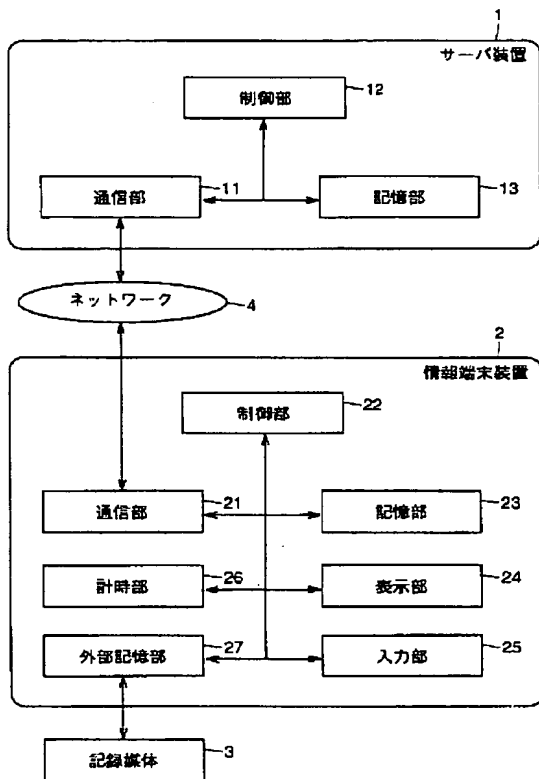 1
サーバ装置
制御部
12
通信部
11
記憶部
13
ネットワーク
4
2
情報端末装置
制御部
22
通信部
21
記憶部
23
計時部
26
表示部
24
外部記憶部
27
入力部
25
記録媒体
3